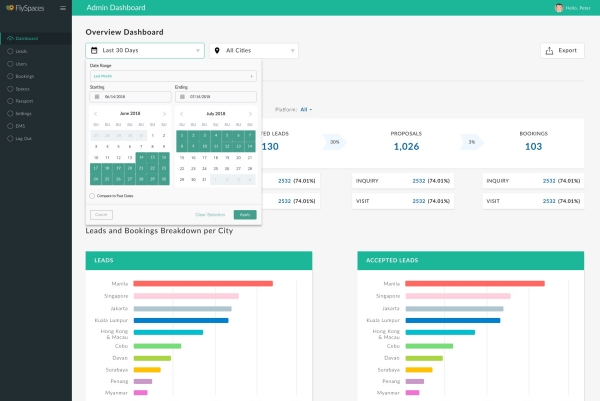 FlySpaces
Admin Dashboard
Hello, Peter
Dashboard
Leads
Users
Bookings
Spaces
Passport
Settings
DMS
Log Out
Overview Dashboard
Last 30 Days
All Cities
Export
Date Range
Last Month
Starting
Ending
06/14/2018
07/14/2018
June 2018
July 2018
SU MO TU WE TH FR SA
SU MO TU WE TH FR SA
1 2
1 2 3 4 5 6 7
3 4 5 6 7 8 9
8 9 10 11 12 13 14
10 11 12 13 14 15 16
15 16 17 18 19 20 21
17 18 19 20 21 22 23
22 23 24 25 26 27 28
24 25 26 27 28 29 30
29 30 31
Compare to Past Dates
Cancel
Clear Selection
Apply
Platform: All
TED LEADS
130
30%
PROPOSALS
1,026
3%
BOOKINGS
103
2532 (74.01%)
INQUIRY 2532 (74.01%)
INQUIRY 2532 (74.01%)
2532 (74.01%)
VISIT 2532 (74.01%)
VISIT 2532 (74.01%)
Leads and Bookings Breakdown per City
LEADS
Manila
Singapore
Jakarta
Kuala Lumpur
Hong Kong
& Macau
Cebu
Davao
Surabaya
Penang
Myanmar
ACCEPTED LEADS
Manila
Singapore
Jakarta
Kuala Lumpur
Hong Kong
& Macau
Cebu
Davao
Surabaya
Penang
Myanmar